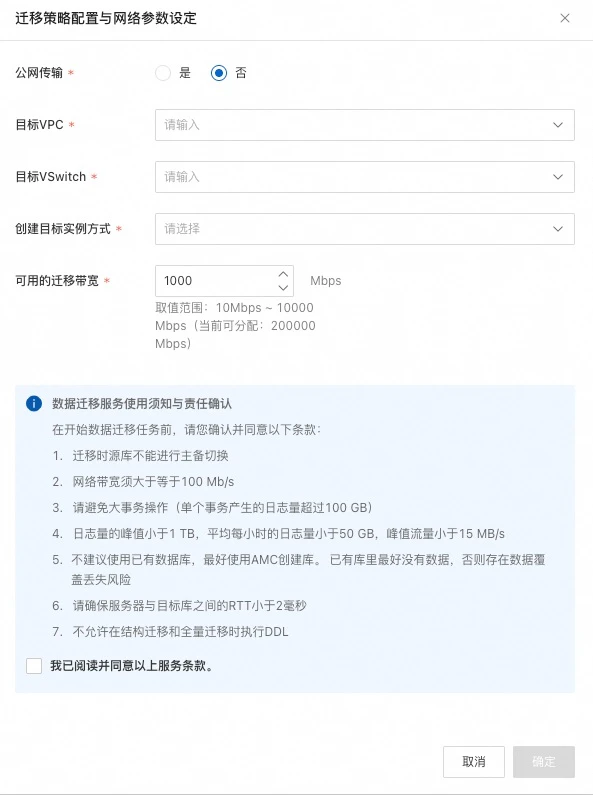 迁移策略配置与网络参数设定
公网传输 * 是 否
目标VPC * 请输入
目标VSwitch * 请输入
创建目标实例方式 * 请选择
可用的迁移带宽 * 1000 Mbps
取值范围：10Mbps ~ 10000
Mbps（当前可分配：200000
Mbps）
数据迁移服务使用须知与责任确认
在开始数据迁移任务前，请您确认并同意以下条款：
1. 迁移时源库不能进行主备切换
2. 网络带宽须大于等于100 Mb/s
3. 请避免大事务操作（单个事务产生的日志量超过100 GB）
4. 日志量的峰值小于1 TB，平均每小时的日志量小于50 GB，峰值流量小于15 MB/s
5. 不建议使用已有数据库，最好使用AMC创建库。 已有库里最好没有数据，否则存在数据覆
盖丢失风险
6. 请确保服务器与目标库之间的RTT小于2毫秒
7. 不允许在结构迁移和全量迁移时执行DDL
我已阅读并同意以上服务条款。
取消 确定